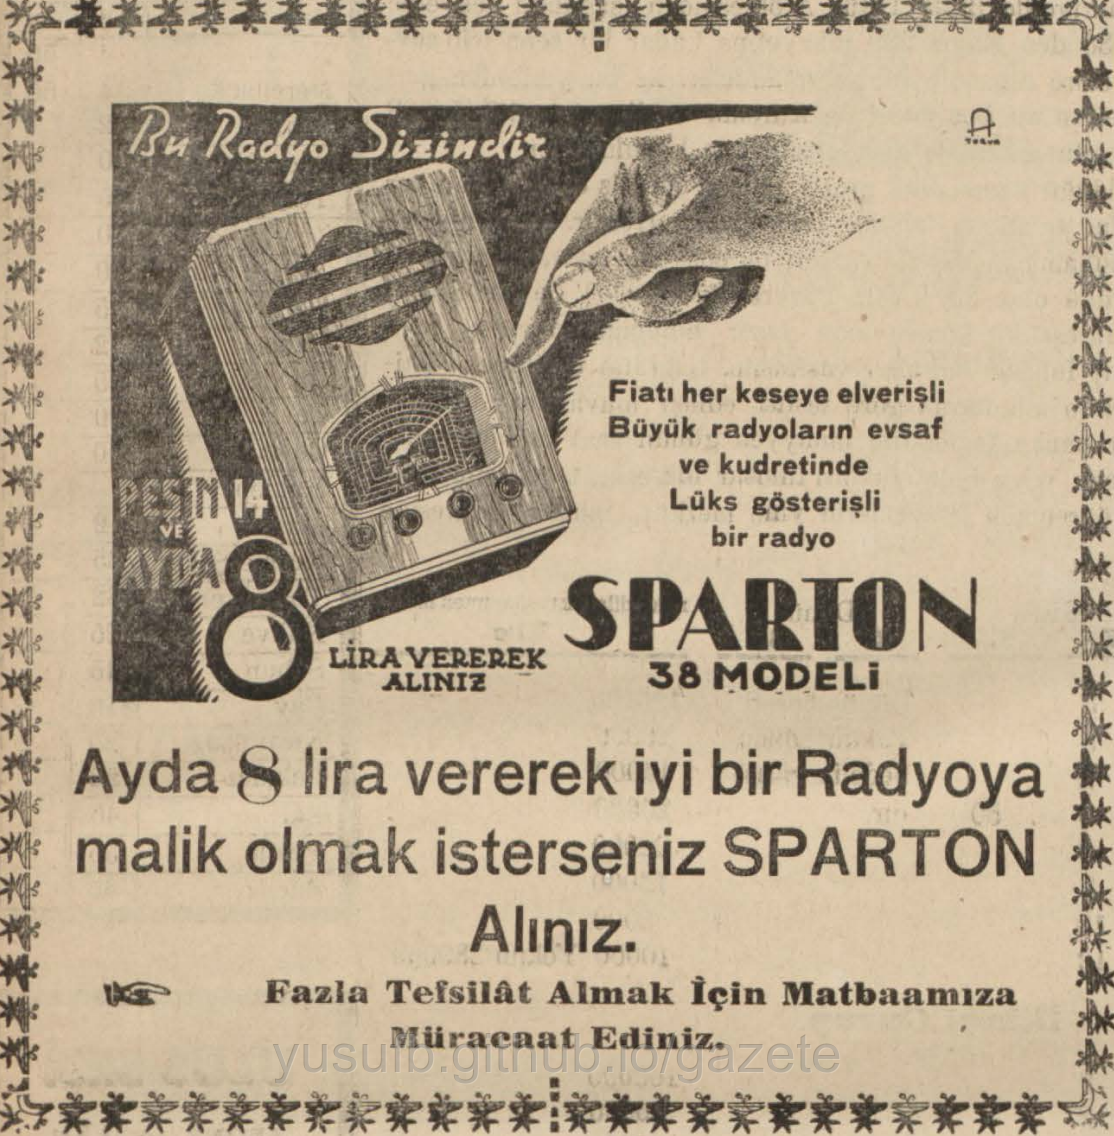 Bu Radyo Sizindir
PEŞİN 14
VE
AYDA
8
LİRA VEREREK
ALINIZ
Fiatı her keseye elverişli
Büyük radyoların evsaf
ve kudretinde
Lüks gösterişli
bir radyo
SPARTON
38 MODELİ
Ayda 8 lira vererek iyi bir Radyoya
malik olmak isterseniz SPARTON
Alınız.
Fazla Tefsilât Almak İçin Matbaamıza
Müracaat Ediniz.
yusufb.github.io/gazete